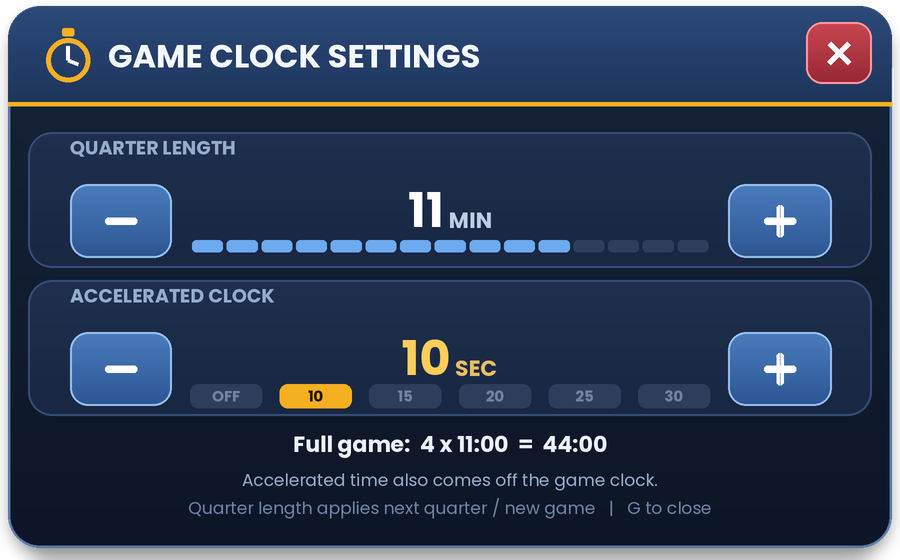 GAME CLOCK SETTINGS
QUARTER LENGTH
11 MIN
ACCELERATED CLOCK
10 SEC
OFF 10 15 20 25 30
Full game: 4 x 11:00 = 44:00
Accelerated time also comes off the game clock.
Quarter length applies next quarter / new game | G to close